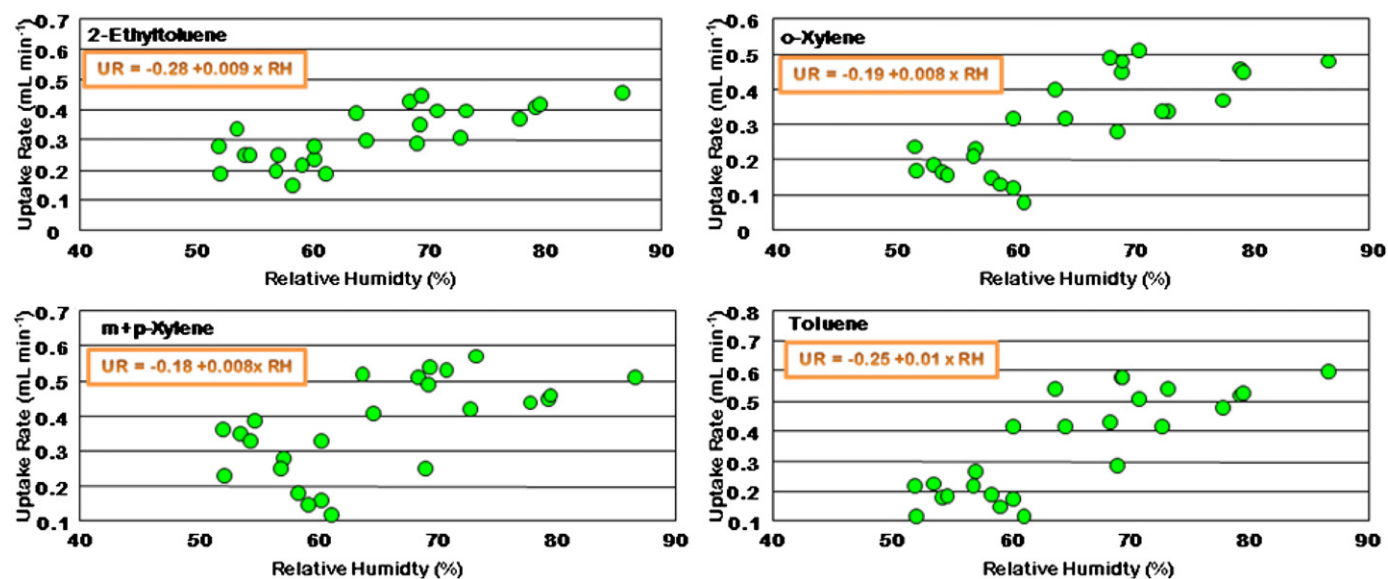 2-Ethyltoluene
UR = -0.28 +0.009 x RH
Uptake Rate (mL min-1)
0.7
0.6
0.5
0.4
0.3
0.2
0.1
0
40 50 60 70 80 90
Relative Humidty (%)
o-Xylene
UR = -0.19 +0.008 x RH
Uptake Rate (mL min-1)
0.6
0.5
0.4
0.3
0.2
0.1
0
40 50 60 70 80 90
Relative Humidty (%)
m+p-Xylene
UR = -0.18 +0.008x RH
Uptake Rate (mL min-1)
0.7
0.6
0.5
0.4
0.3
0.2
0.1
40 50 60 70 80 90
Relative Humidty (%)
Toluene
UR = -0.25 +0.01 x RH
Uptake Rate (mL min-1)
0.8
0.7
0.6
0.5
0.4
0.3
0.2
0.1
40 50 60 70 80 90
Relative Humidty (%)